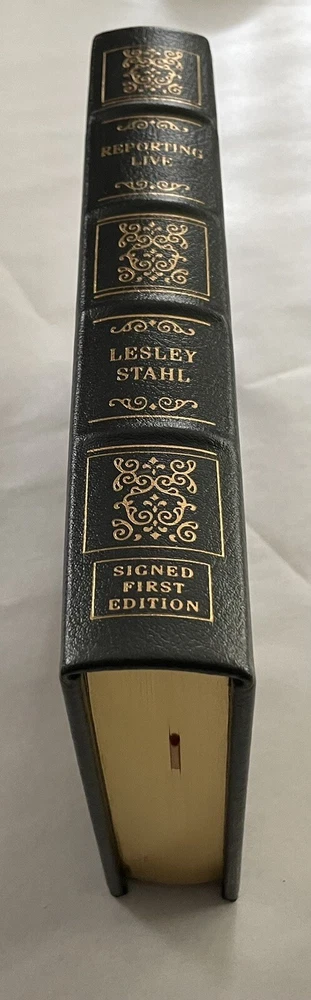 REPORTING
LIVE
LESLEY
STAHL
SIGNED
FIRST
EDITION